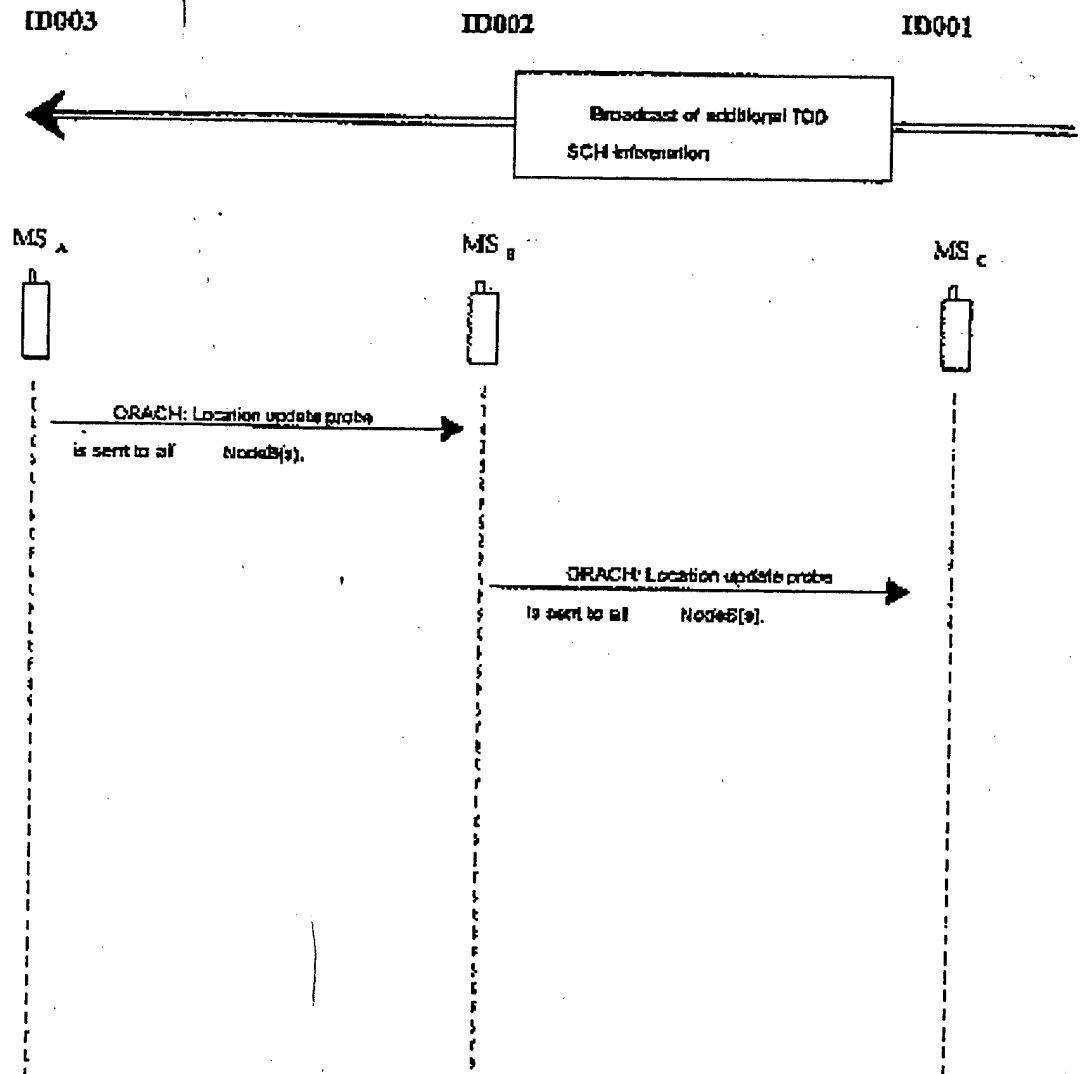 ID003 ID002 ID001
Broadcast of additional TDD
SCH information
MS A MS B MS C
ORACH: Location update probe
is sent to all NodeB(s).
ORACH: Location update probe
is sent to all NodeB[s].